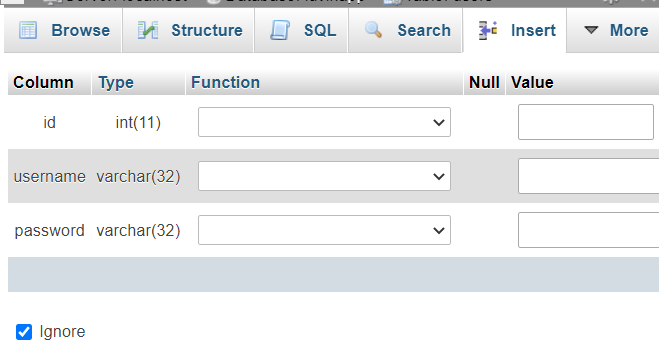 Browse Structure SQL Search Insert More
Column Type Function Null Value
id int(11)
username varchar(32)
password varchar(32)
Ignore